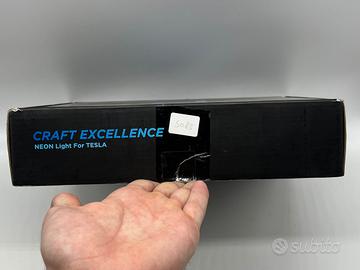 CRAFT EXCELLENCE
NEON Light For TESLA
subito